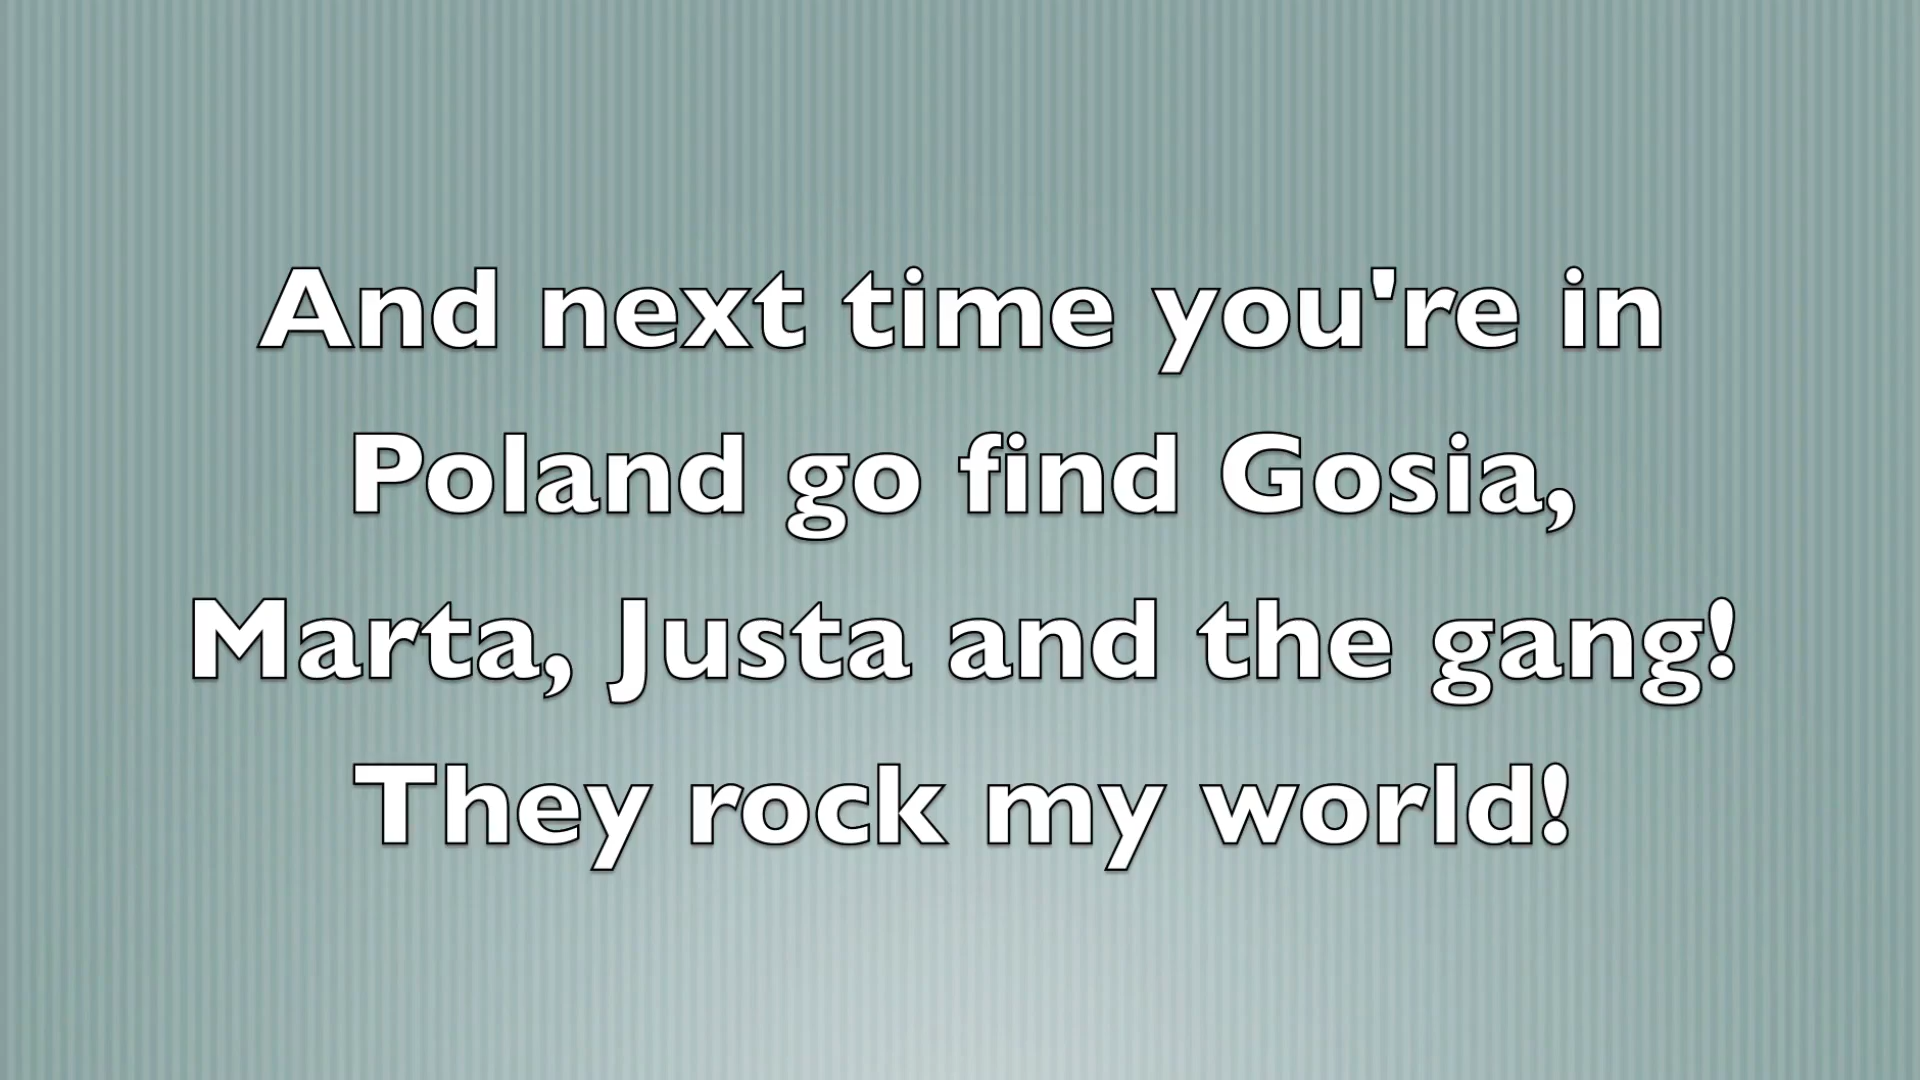 And next time you're in
Poland go find Gosia,
Marta, Justa and the gang!
They rock my world!